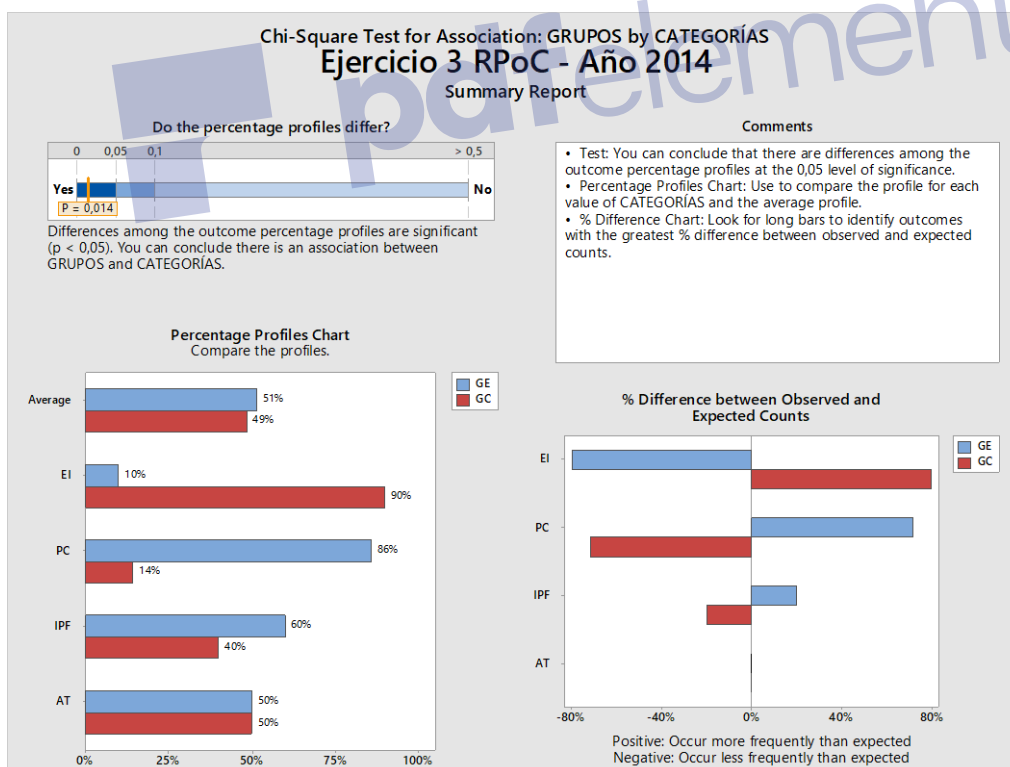 pdfelement
Chi-Square Test for Association: GRUPOS by CATEGORÍAS
Ejercicio 3 RPoC - Año 2014
Summary Report
Do the percentage profiles differ?
0 0,05 0,1 > 0,5
Yes No
P = 0,014
Differences among the outcome percentage profiles are significant
(p < 0,05). You can conclude there is an association between
GRUPOS and CATEGORÍAS.
Comments
• Test: You can conclude that there are differences among the
outcome percentage profiles at the 0,05 level of significance.
• Percentage Profiles Chart: Use to compare the profile for each
value of CATEGORÍAS and the average profile.
• % Difference Chart: Look for long bars to identify outcomes
with the greatest % difference between observed and expected
counts.
Percentage Profiles Chart
Compare the profiles.
GE
GC
Average
51%
49%
EI
10%
90%
PC
86%
14%
IPF
60%
40%
AT
50%
50%
0% 25% 50% 75% 100%
% Difference between Observed and
Expected Counts
GE
GC
EI
PC
IPF
AT
-80% -40% 0% 40% 80%
Positive: Occur more frequently than expected
Negative: Occur less frequently than expected